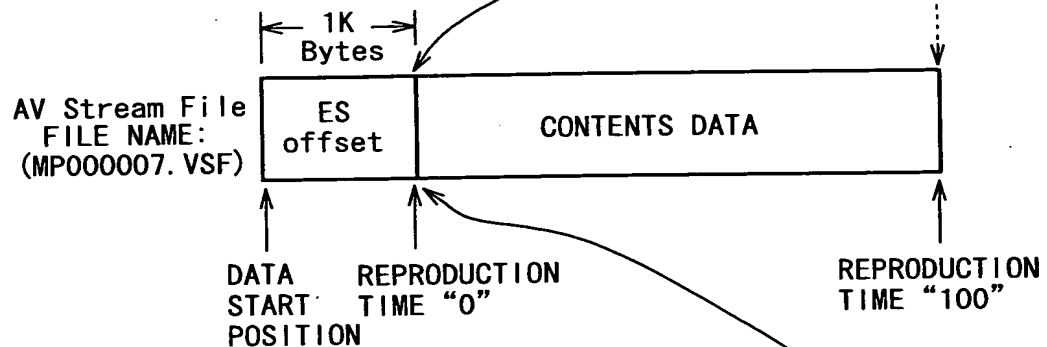 1K
Bytes
AV Stream File
FILE NAME:
(MP000007.VSF)
ES
offset
CONTENTS DATA
DATA
START
POSITION
REPRODUCTION
TIME “0”
REPRODUCTION
TIME “100”